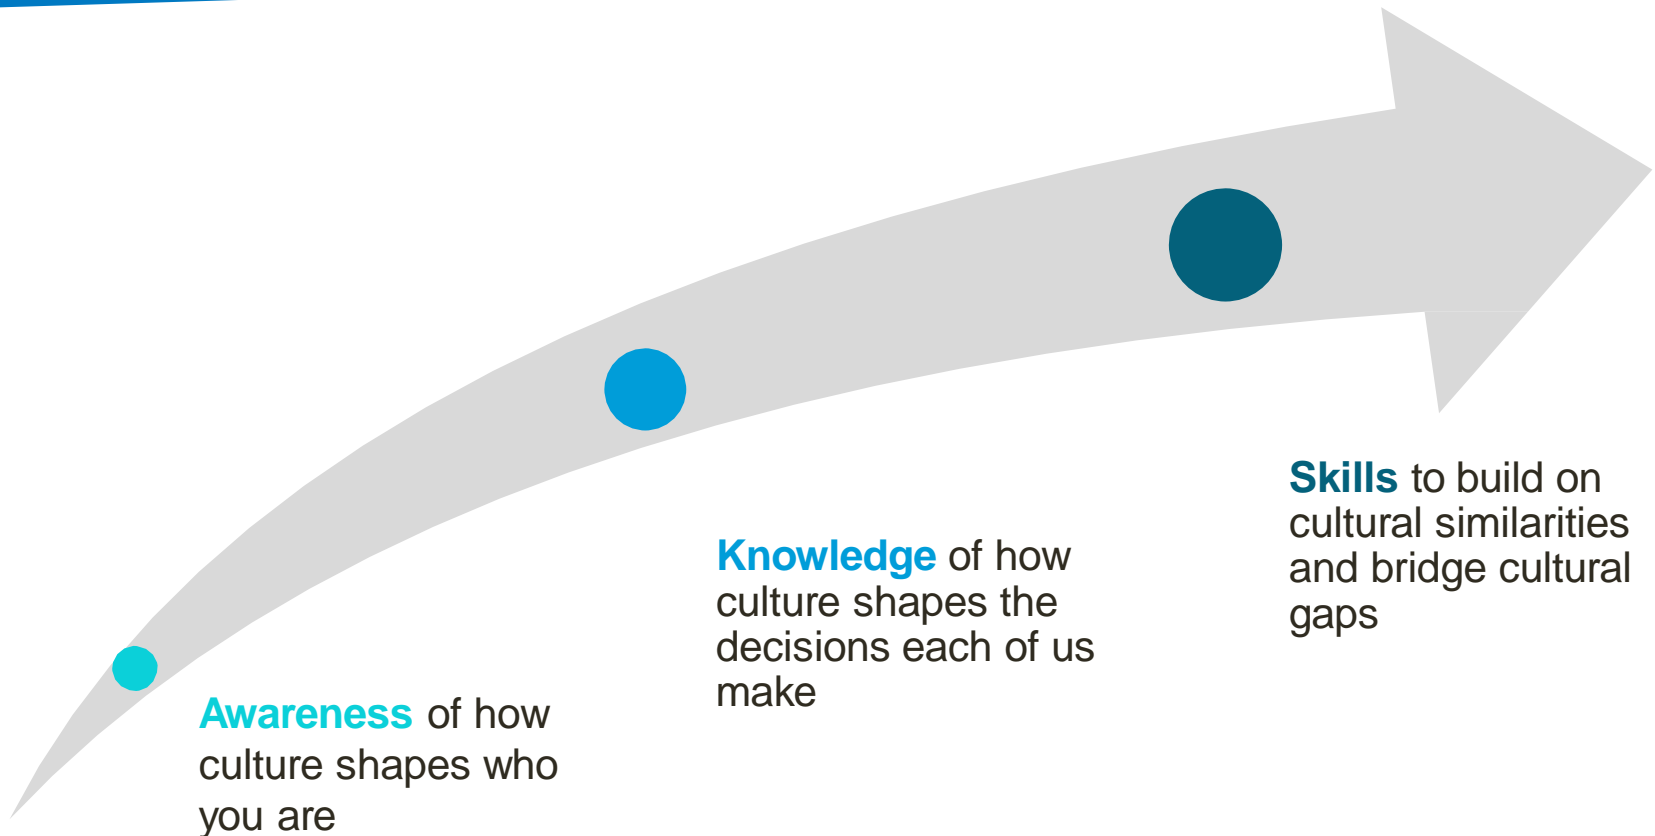 Awareness of how
culture shapes who
you are
Knowledge of how
culture shapes the
decisions each of us
make
Skills to build on
cultural similarities
and bridge cultural
gaps